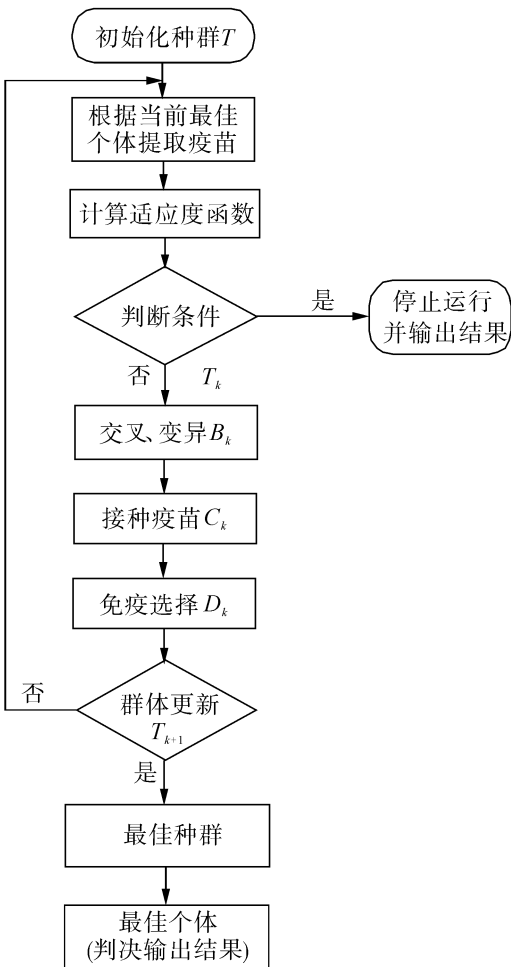 初始化种群T
根据当前最佳
个体提取疫苗
计算适应度函数
判断条件
是
停止运行
并输出结果
否
T_k
交叉、变异B_k
接种疫苗C_k
免疫选择D_k
否
群体更新
T_{k+1}
是
最佳种群
最佳个体
(判决输出结果)